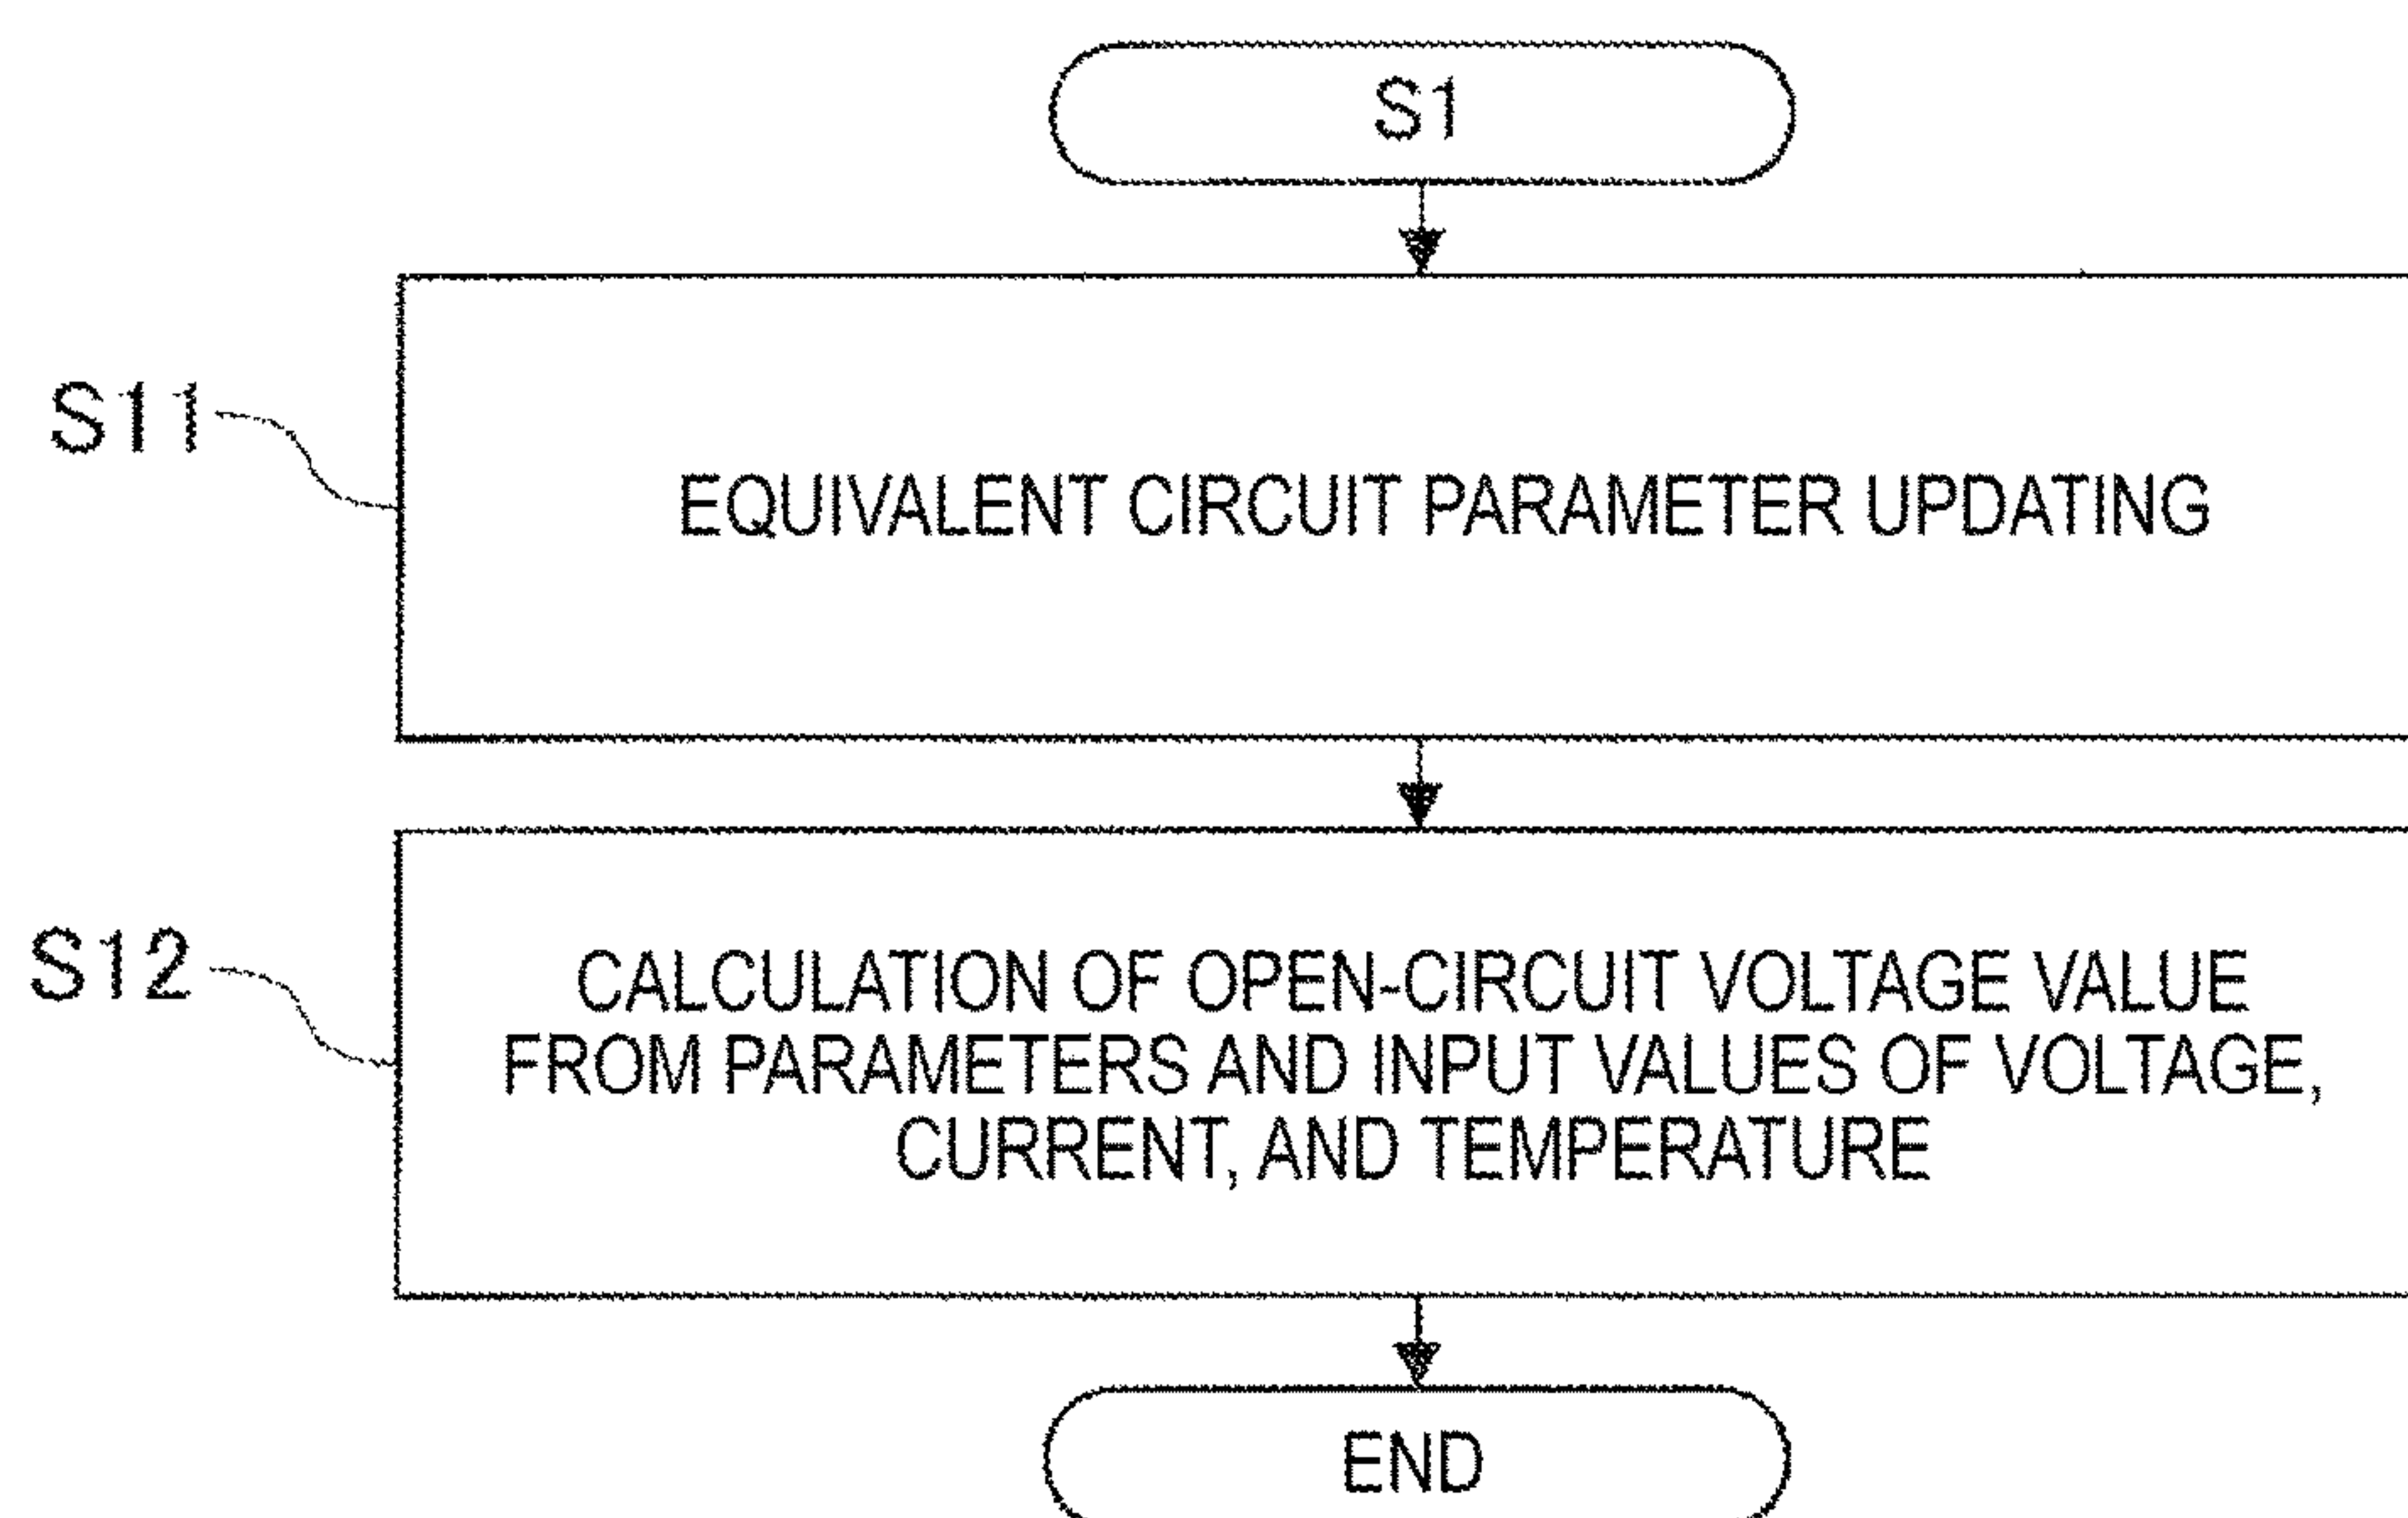 S1
S11
EQUIVALENT CIRCUIT PARAMETER UPDATING
S12
CALCULATION OF OPEN-CIRCUIT VOLTAGE VALUE
FROM PARAMETERS AND INPUT VALUES OF VOLTAGE,
CURRENT, AND TEMPERATURE
END